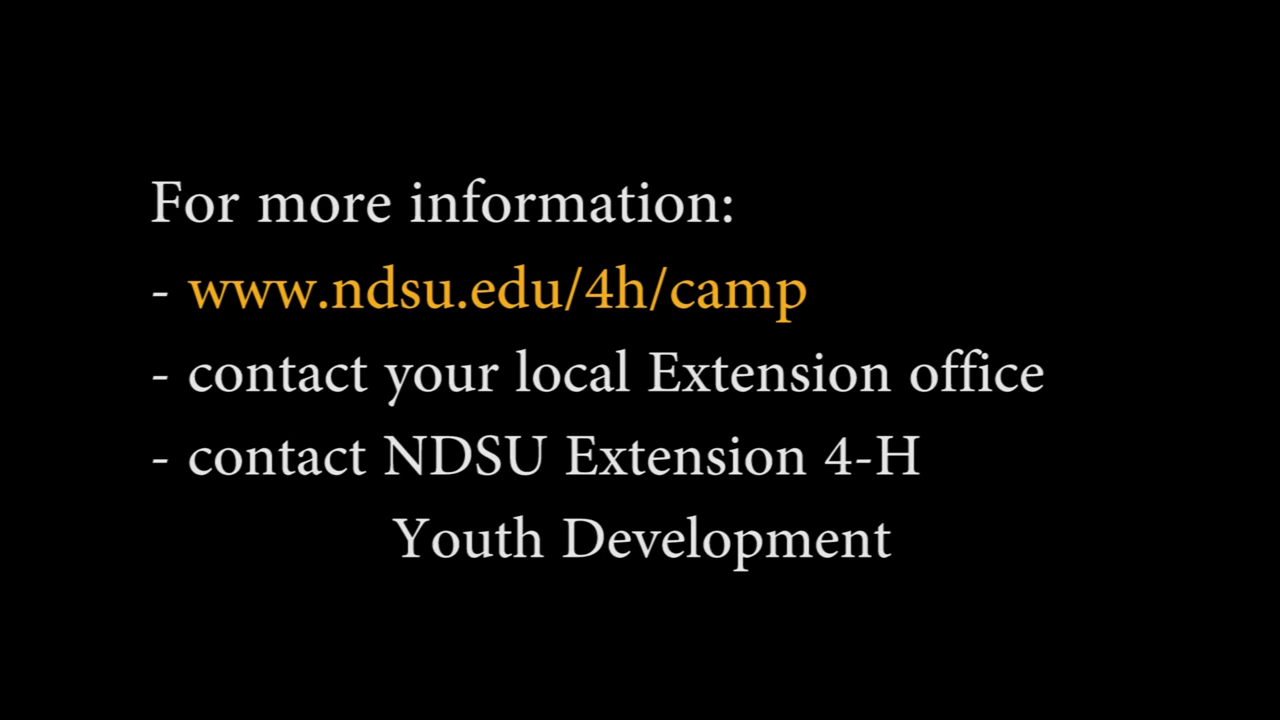 For more information:
- www.ndsu.edu/4h/camp
- contact your local Extension office
- contact NDSU Extension 4-H
Youth Development